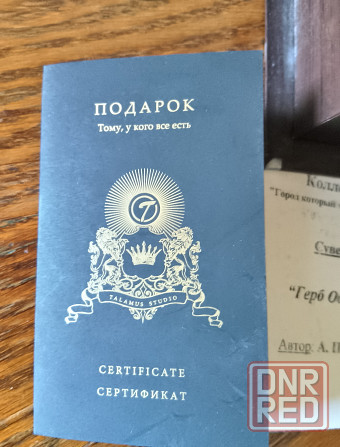 ПОДАРОК
Тому, у кого все есть
TALAMUS STUDIO
CERTIFICATE
СЕРТИФИКАТ
"Город который
"Герб
Автор: А.
DNR
RED